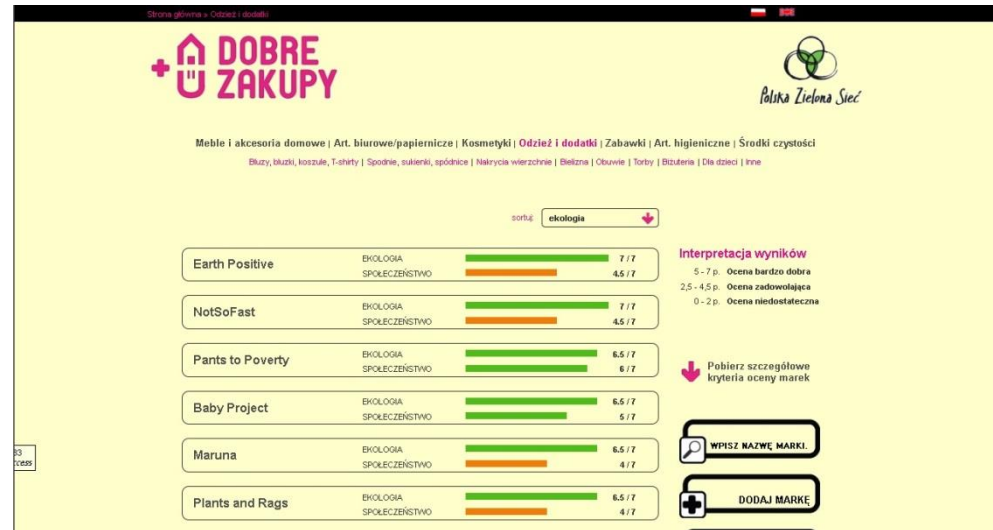 Strona główna » Odzież i dodatki
+ DOBRE
ZAKUPY
Polska Zielona Sieć
Meble i akcesoria domowe | Art. biurowe/papiernicze | Kosmetyki | Odzież i dodatki | Zabawki | Art. higieniczne | Środki czystości
Bluzy, bluzki, koszule, T-shirty | Spodnie, sukienki, spódnice | Nakrycia wierzchnie | Bielizna | Obuwie | Torby | Biżuteria | Dla dzieci | Inne
sortuj: ekologia
Earth Positive
EKOLOGIA 7 / 7
SPOŁECZEŃSTWO 4.5 / 7
NotSoFast
EKOLOGIA 7 / 7
SPOŁECZEŃSTWO 4.5 / 7
Pants to Poverty
EKOLOGIA 6.5 / 7
SPOŁECZEŃSTWO 6 / 7
Baby Project
EKOLOGIA 6.5 / 7
SPOŁECZEŃSTWO 5 / 7
Maruna
EKOLOGIA 6.5 / 7
SPOŁECZEŃSTWO 4 / 7
Plants and Rags
EKOLOGIA 6.5 / 7
SPOŁECZEŃSTWO 4 / 7
Interpretacja wyników
5 - 7 p. Ocena bardzo dobra
2,5 - 4,5 p. Ocena zadowolająca
0 - 2 p. Ocena niedostateczna
Pobierz szczegółowe
kryteria oceny marek
WPISZ NAZWĘ MARKI.
DODAJ MARKĘ